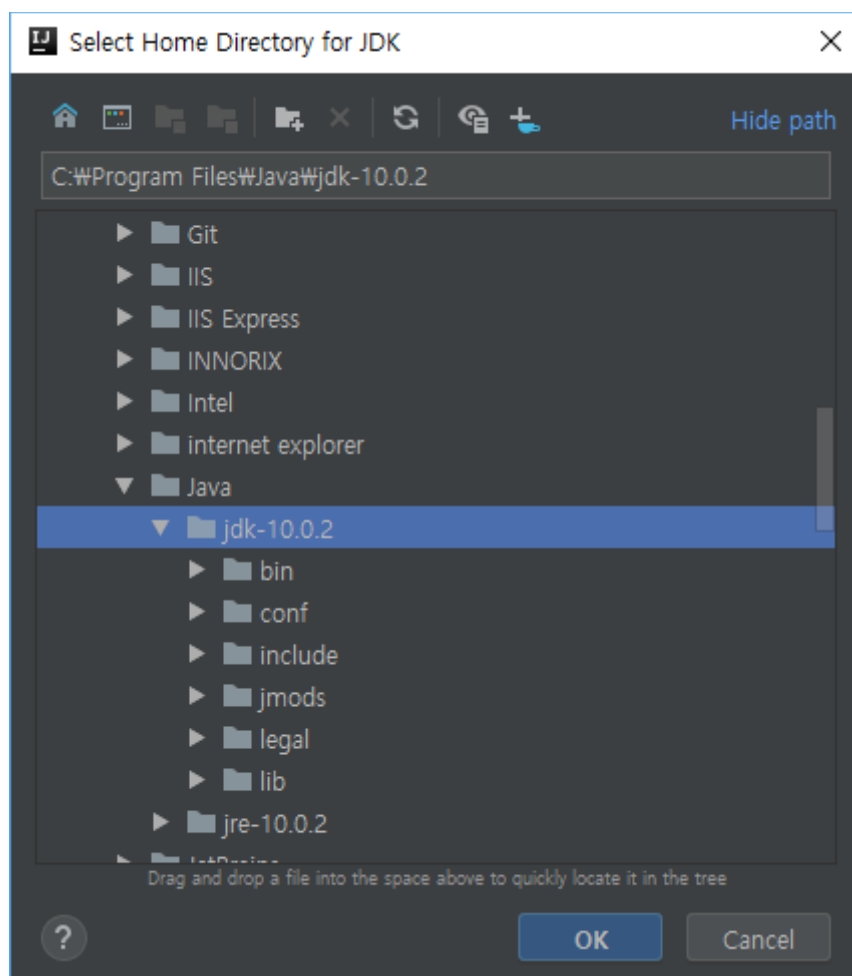 Select Home Directory for JDK
Hide path
C:₩Program Files₩Java₩jdk-10.0.2
Git
IIS
IIS Express
INNORIX
Intel
internet explorer
Java
jdk-10.0.2
bin
conf
include
jmods
legal
lib
jre-10.0.2
JetBrains
Drag and drop a file into the space above to quickly locate it in the tree
? OK Cancel